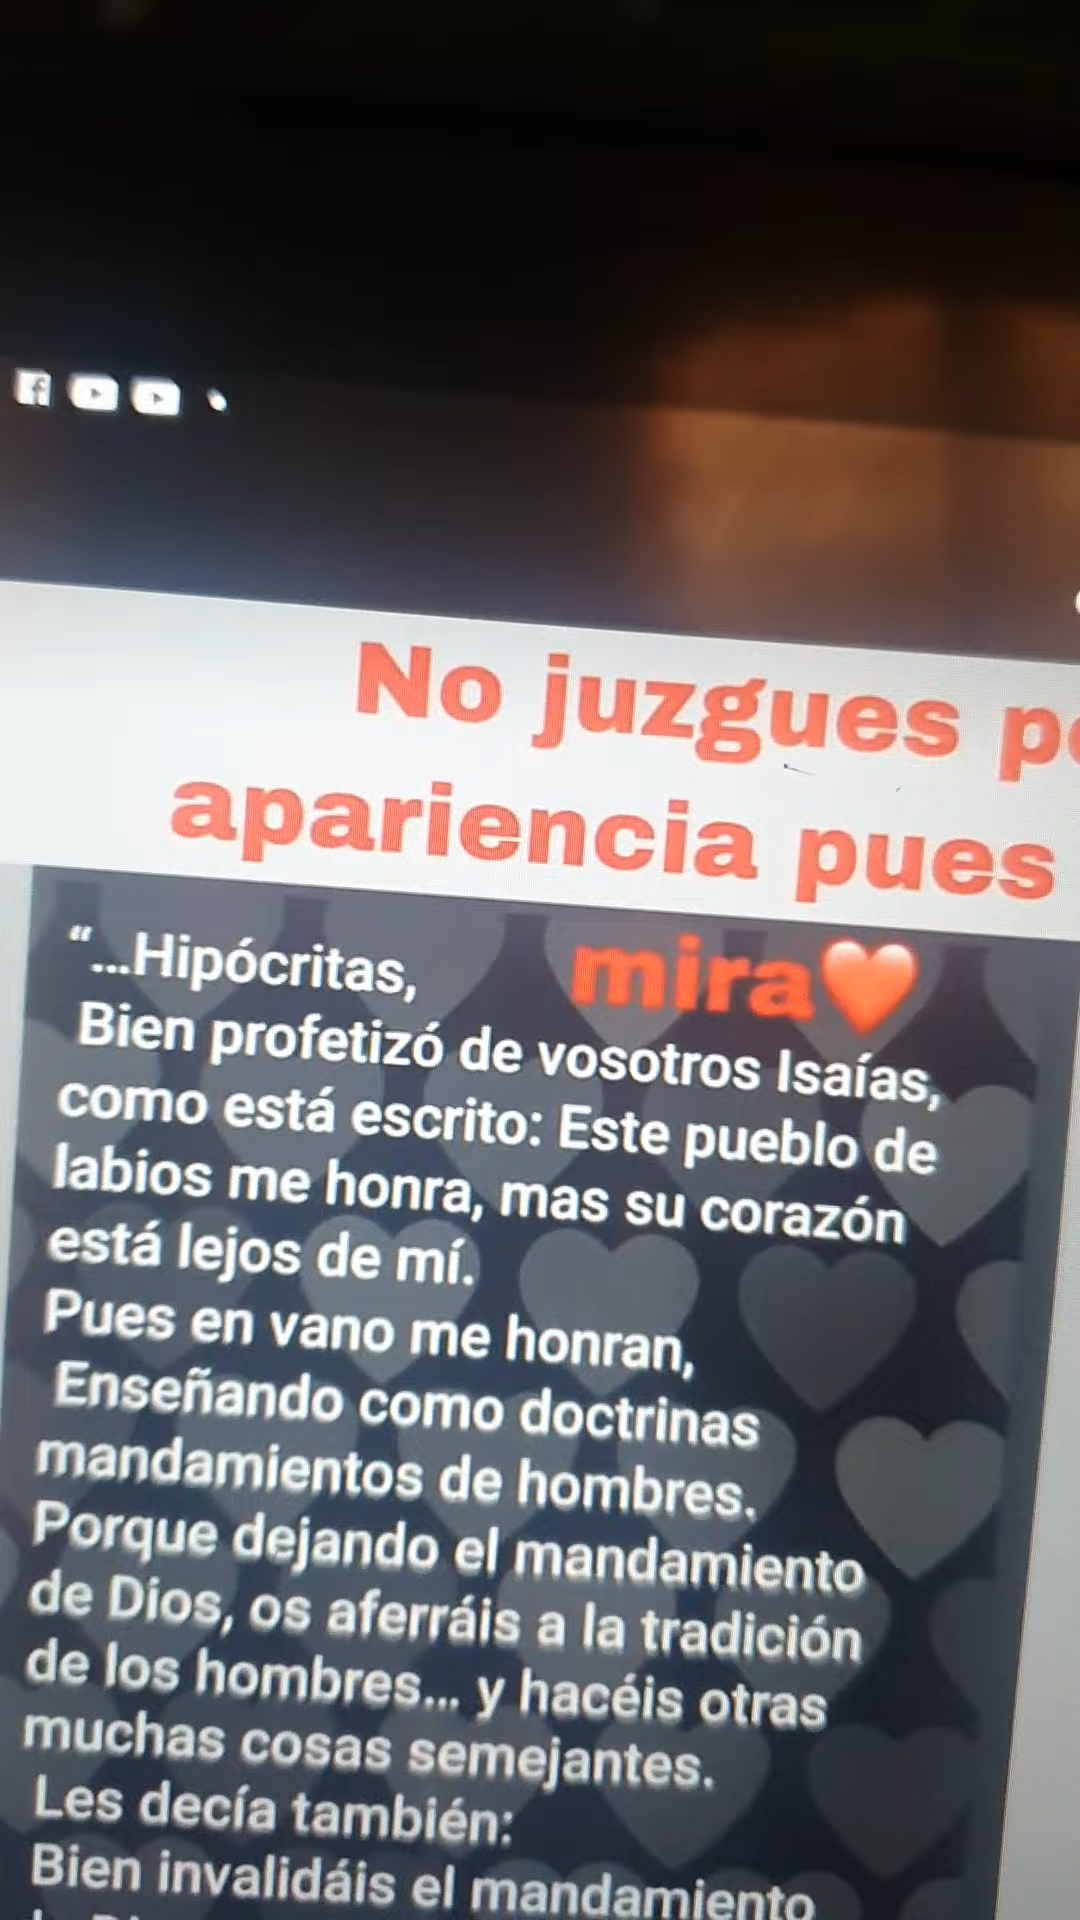 No juzgues
apariencia pues
mira❤️
“...Hipócritas,
Bien profetizó de vosotros Isaías,
como está escrito: Este pueblo de
labios me honra, mas su corazón
está lejos de mí.
Pues en vano me honran,
Enseñando como doctrinas
mandamientos de hombres.
Porque dejando el mandamiento
de Dios, os aferráis a la tradición
de los hombres... y hacéis otras
muchas cosas semejantes.
Les decía también:
Bien invalidáis el mandamiento